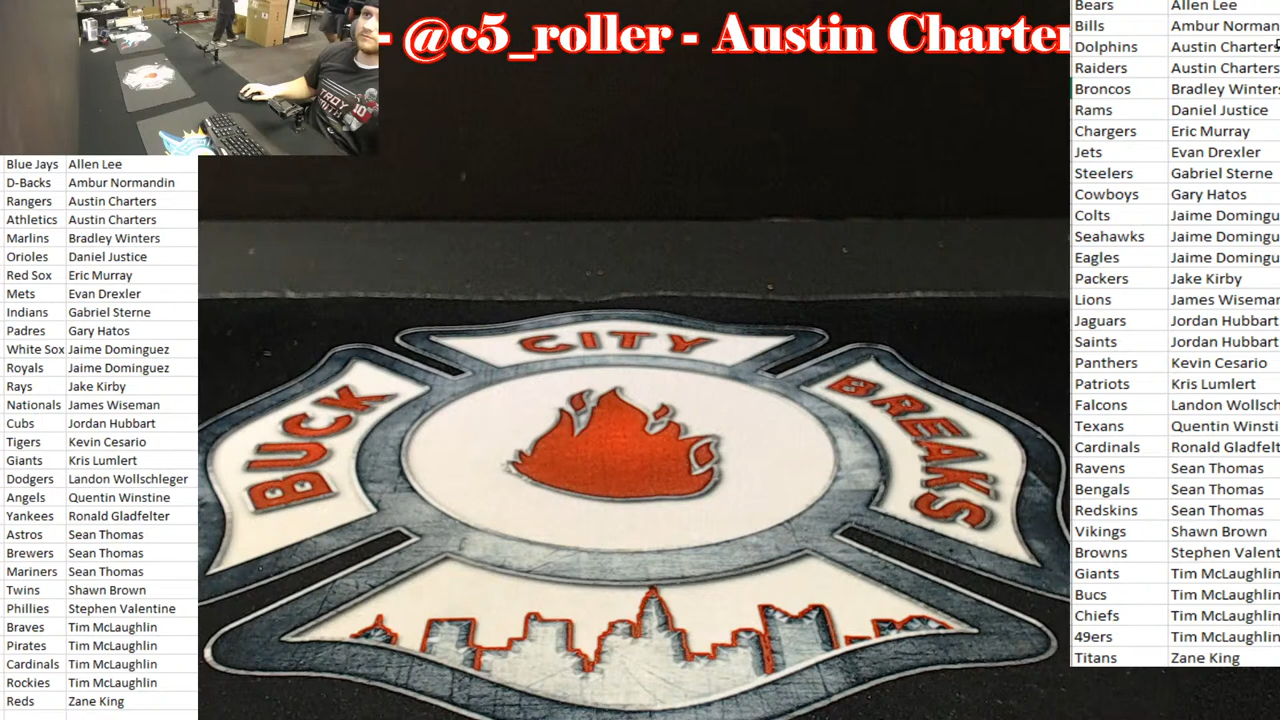 - @c5_roller - Austin Charter
TROY
10
Blue Jays Allen Lee
D-Backs Ambur Normandin
Rangers Austin Charters
Athletics Austin Charters
Marlins Bradley Winters
Orioles Daniel Justice
Red Sox Eric Murray
Mets Evan Drexler
Indians Gabriel Sterne
Padres Gary Hatos
White Sox Jaime Dominguez
Royals Jaime Dominguez
Rays Jake Kirby
Nationals James Wiseman
Cubs Jordan Hubbart
Tigers Kevin Cesario
Giants Kris Lumlert
Dodgers Landon Wollschleger
Angels Quentin Winstine
Yankees Ronald Gladfelter
Astros Sean Thomas
Brewers Sean Thomas
Mariners Sean Thomas
Twins Shawn Brown
Phillies Stephen Valentine
Braves Tim McLaughlin
Pirates Tim McLaughlin
Cardinals Tim McLaughlin
Rockies Tim McLaughlin
Reds Zane King
BUCK
CITY
BREAKS
Bears Allen Lee
Bills Ambur Norman
Dolphins Austin Charters
Raiders Austin Charters
Broncos Bradley Winters
Rams Daniel Justice
Chargers Eric Murray
Jets Evan Drexler
Steelers Gabriel Sterne
Cowboys Gary Hatos
Colts Jaime Domingu
Seahawks Jaime Domingu
Eagles Jaime Domingu
Packers Jake Kirby
Lions James Wiseman
Jaguars Jordan Hubbart
Saints Jordan Hubbart
Panthers Kevin Cesario
Patriots Kris Lumlert
Falcons Landon Wollsch
Texans Quentin Winsti
Cardinals Ronald Gladfelt
Ravens Sean Thomas
Bengals Sean Thomas
Redskins Sean Thomas
Vikings Shawn Brown
Browns Stephen Valent
Giants Tim McLaughlin
Bucs Tim McLaughlin
Chiefs Tim McLaughlin
49ers Tim McLaughlin
Titans Zane King